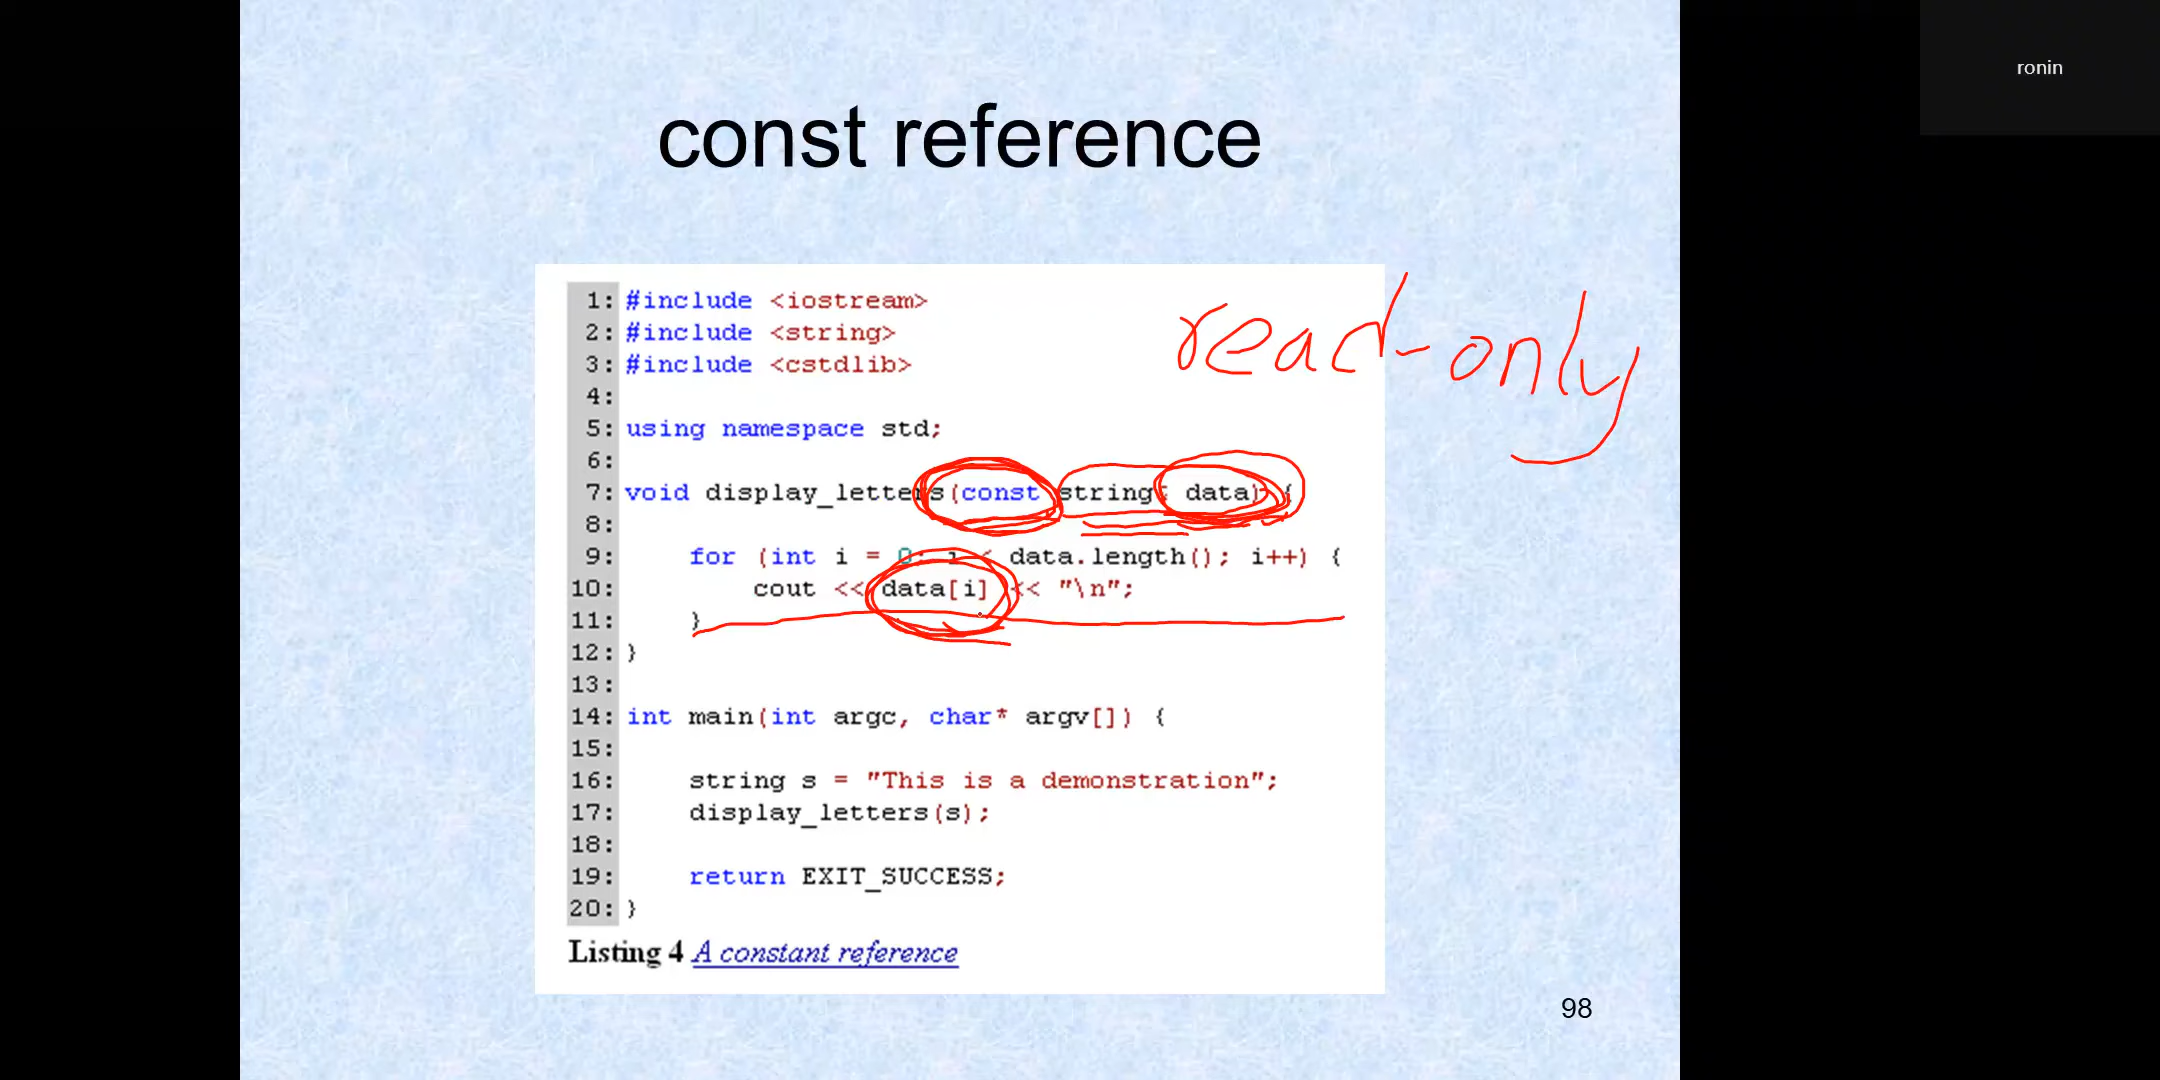 ronin
const reference
read-only
1: #include <iostream>
2: #include <string>
3: #include <cstdlib>
4:
5: using namespace std;
6:
7: void display_letters(const string& data) {
8:
9:     for (int i = 0; i < data.length(); i++) {
10:         cout << data[i] << "\n";
11:     }
12: }
13:
14: int main(int argc, char* argv[]) {
15:
16:     string s = "This is a demonstration";
17:     display_letters(s);
18:
19:     return EXIT_SUCCESS;
20: }
Listing 4 A constant reference
98